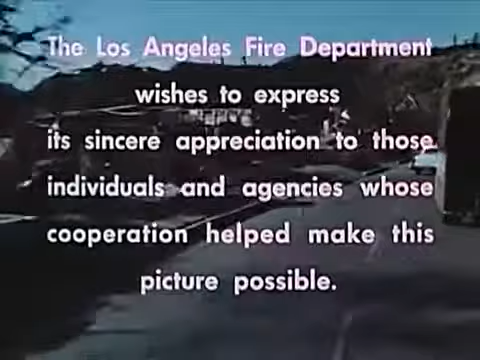 The Los Angeles Fire Department
wishes to express
its sincere appreciation to those
individuals and agencies whose
cooperation helped make this
picture possible.